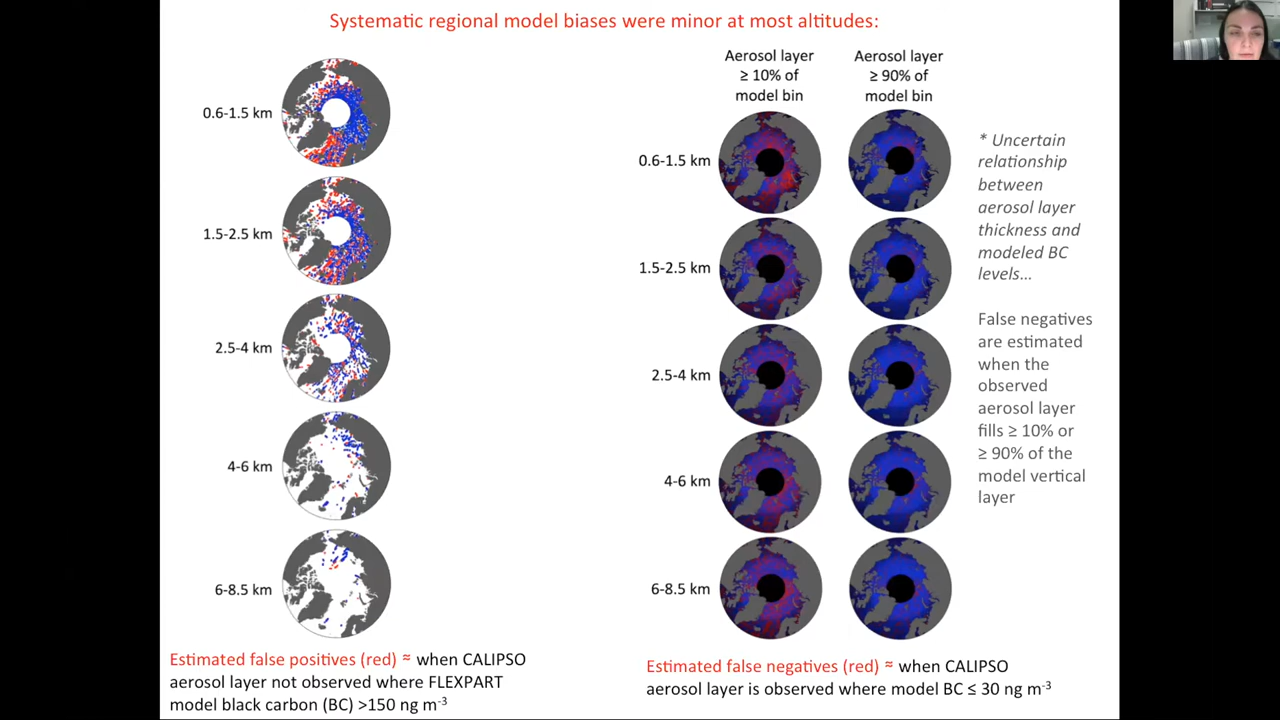 Systematic regional model biases were minor at most altitudes:
0.6-1.5 km
1.5-2.5 km
2.5-4 km
4-6 km
6-8.5 km
Estimated false positives (red) ≈ when CALIPSO
aerosol layer not observed where FLEXPART
model black carbon (BC) >150 ng m⁻³
Aerosol layer
≥ 10% of
model bin
Aerosol layer
≥ 90% of
model bin
0.6-1.5 km
1.5-2.5 km
2.5-4 km
4-6 km
6-8.5 km
* Uncertain
relationship
between
aerosol layer
thickness and
modeled BC
levels…
False negatives
are estimated
when the
observed
aerosol layer
fills ≥ 10% or
≥ 90% of the
model vertical
layer
Estimated false negatives (red) ≈ when CALIPSO
aerosol layer is observed where model BC ≤ 30 ng m⁻³